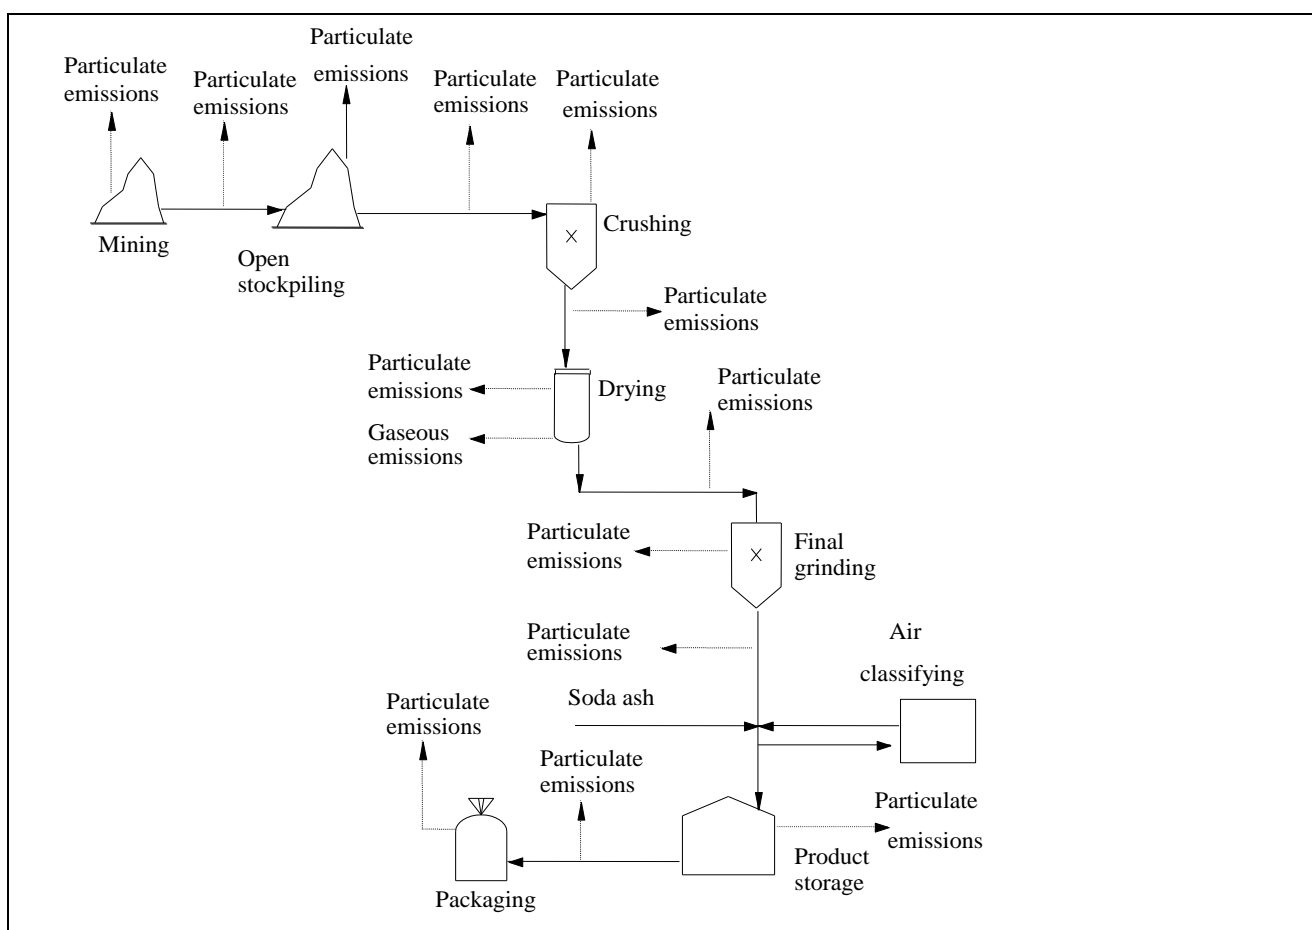 Particulate
emissions
Particulate
emissions
Particulate
emissions
Particulate
emissions
Particulate
emissions
Mining
Open
stockpiling
Crushing
X
Particulate
emissions
Particulate
emissions
Gaseous
emissions
Drying
Particulate
emissions
Particulate
emissions
X
Final
grinding
Particulate
emissions
Air
classifying
Soda ash
Particulate
emissions
Particulate
emissions
Particulate
emissions
Product
storage
Packaging